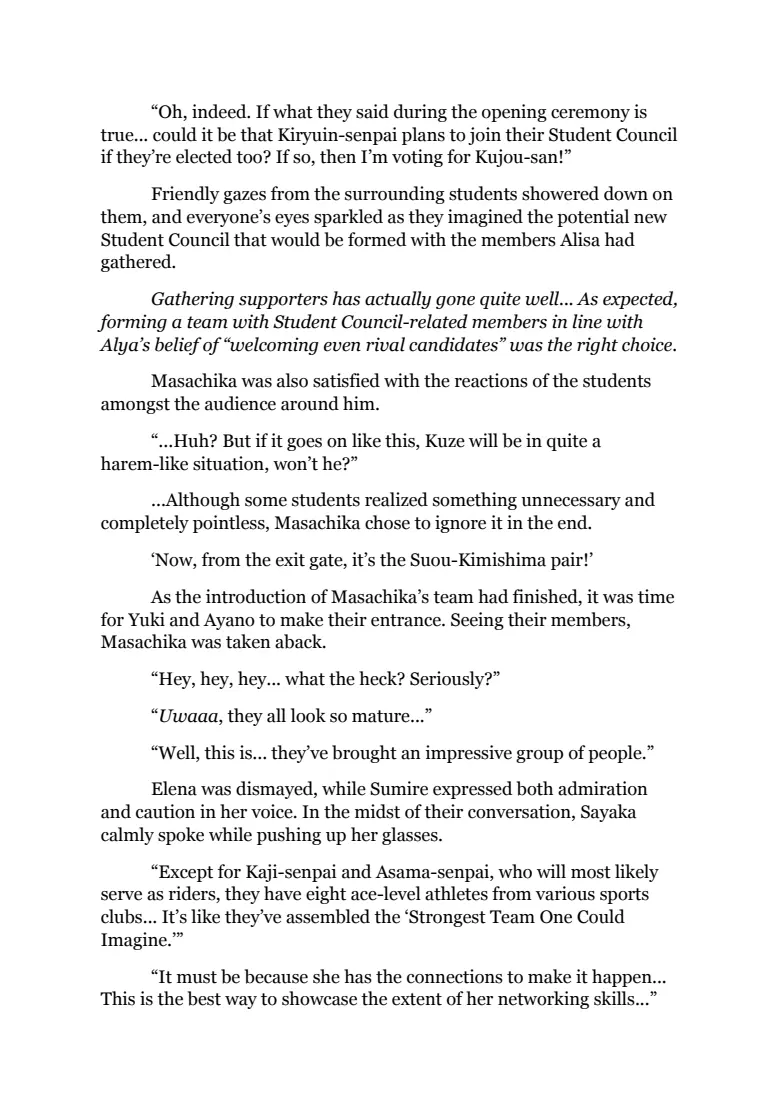 “Oh, indeed. If what they said during the opening ceremony is
true... could it be that Kiryuin-senpai plans to join their Student Council
if they’re elected too? If so, then I’m voting for Kujou-san!”
Friendly gazes from the surrounding students showered down on
them, and everyone’s eyes sparkled as they imagined the potential new
Student Council that would be formed with the members Alisa had
gathered.
Gathering supporters has actually gone quite well... As expected,
forming a team with Student Council-related members in line with
Alya’s belief of “welcoming even rival candidates” was the right choice.
Masachika was also satisfied with the reactions of the students
amongst the audience around him.
“...Huh? But if it goes on like this, Kuze will be in quite a
harem-like situation, won’t he?”
...Although some students realized something unnecessary and
completely pointless, Masachika chose to ignore it in the end.
‘Now, from the exit gate, it’s the Suou-Kimishima pair!’
As the introduction of Masachika’s team had finished, it was time
for Yuki and Ayano to make their entrance. Seeing their members,
Masachika was taken aback.
“Hey, hey, hey... what the heck? Seriously?”
“Uwaaa, they all look so mature...”
“Well, this is... they’ve brought an impressive group of people.”
Elena was dismayed, while Sumire expressed both admiration
and caution in her voice. In the midst of their conversation, Sayaka
calmly spoke while pushing up her glasses.
“Except for Kaji-senpai and Asama-senpai, who will most likely
serve as riders, they have eight ace-level athletes from various sports
clubs... It’s like they’ve assembled the ‘Strongest Team One Could
Imagine.’”
“It must be because she has the connections to make it happen...
This is the best way to showcase the extent of her networking skills...”